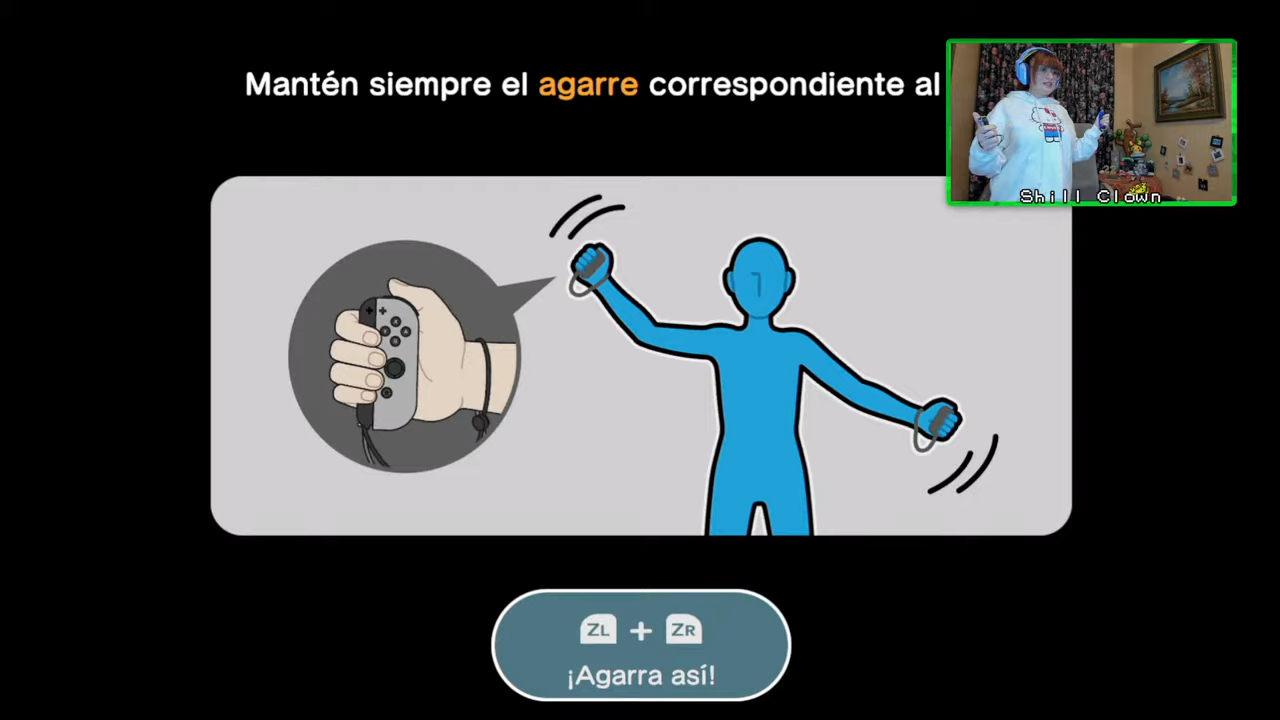 Mantén siempre el agarre correspondiente al
Shill Clown
ZL + ZR
¡Agarra así!